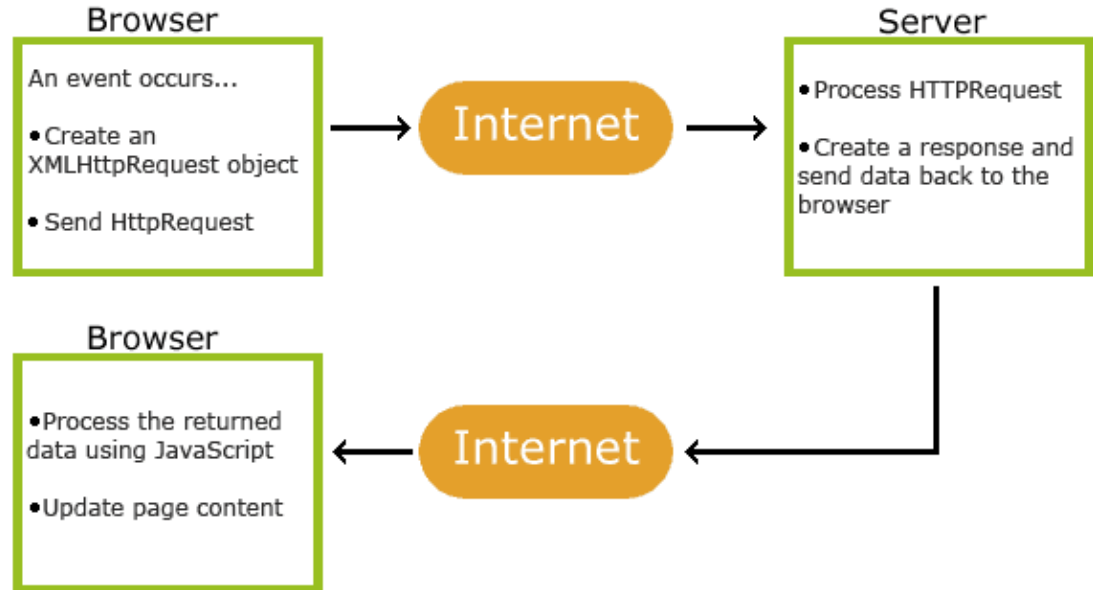 Browser
An event occurs...
•Create an
XMLHttpRequest object
• Send HttpRequest
Internet
Server
•Process HTTPRequest
•Create a response and
send data back to the
browser
Browser
•Process the returned
data using JavaScript
•Update page content
Internet